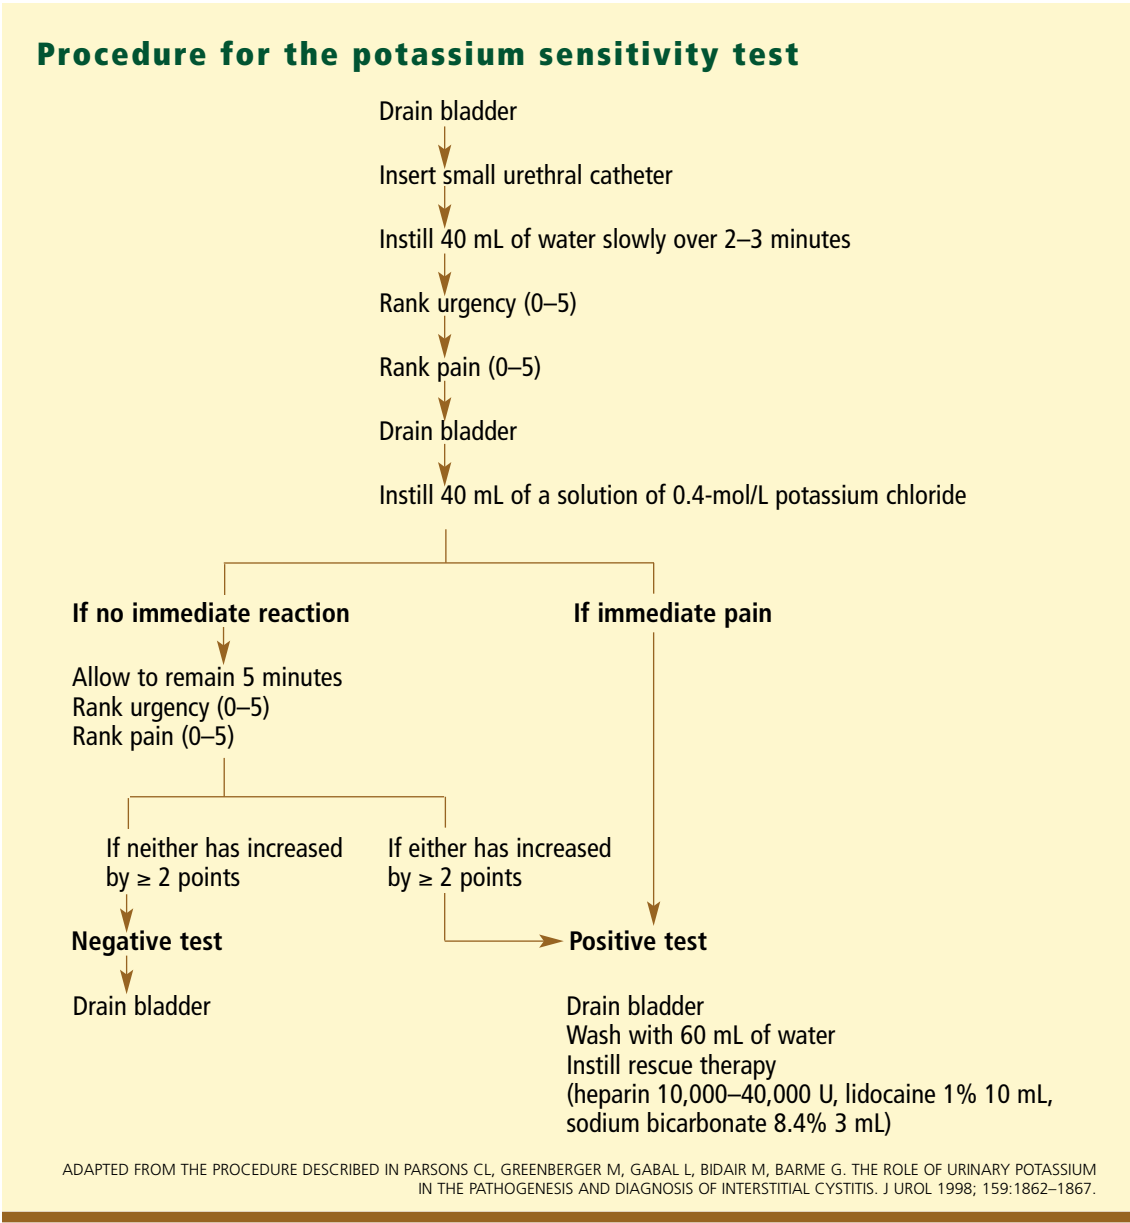 Procedure for the potassium sensitivity test
Drain bladder
Insert small urethral catheter
Instill 40 mL of water slowly over 2–3 minutes
Rank urgency (0–5)
Rank pain (0–5)
Drain bladder
Instill 40 mL of a solution of 0.4-mol/L potassium chloride
If no immediate reaction
If immediate pain
Allow to remain 5 minutes
Rank urgency (0–5)
Rank pain (0–5)
If neither has increased
by ≥ 2 points
If either has increased
by ≥ 2 points
Negative test
Positive test
Drain bladder
Drain bladder
Wash with 60 mL of water
Instill rescue therapy
(heparin 10,000–40,000 U, lidocaine 1% 10 mL,
sodium bicarbonate 8.4% 3 mL)
ADAPTED FROM THE PROCEDURE DESCRIBED IN PARSONS CL, GREENBERGER M, GABAL L, BIDAIR M, BARME G. THE ROLE OF URINARY POTASSIUM
IN THE PATHOGENESIS AND DIAGNOSIS OF INTERSTITIAL CYSTITIS. J UROL 1998; 159:1862–1867.